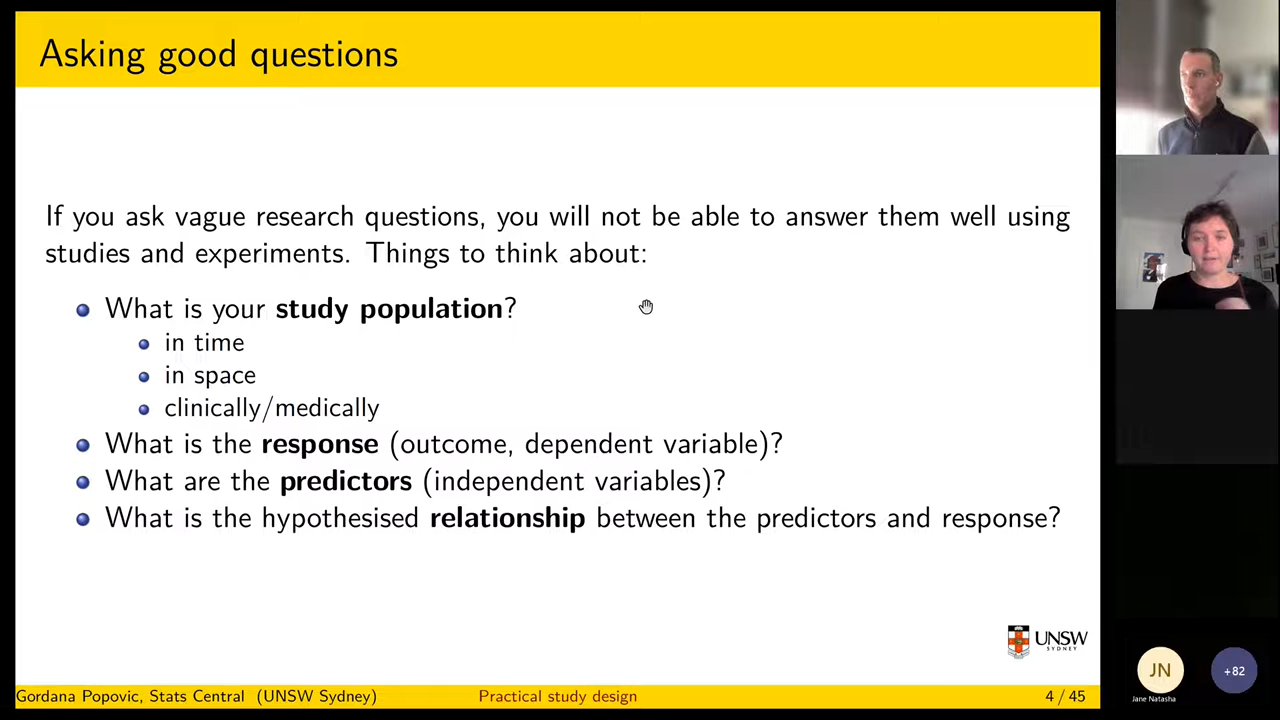 Asking good questions
If you ask vague research questions, you will not be able to answer them well using
studies and experiments. Things to think about:
What is your study population?
in time
in space
clinically/medically
What is the response (outcome, dependent variable)?
What are the predictors (independent variables)?
What is the hypothesised relationship between the predictors and response?
UNSW
SYDNEY
Gordana Popovic, Stats Central (UNSW Sydney)
Practical study design
4 / 45
JN
+82
Jane Natasha